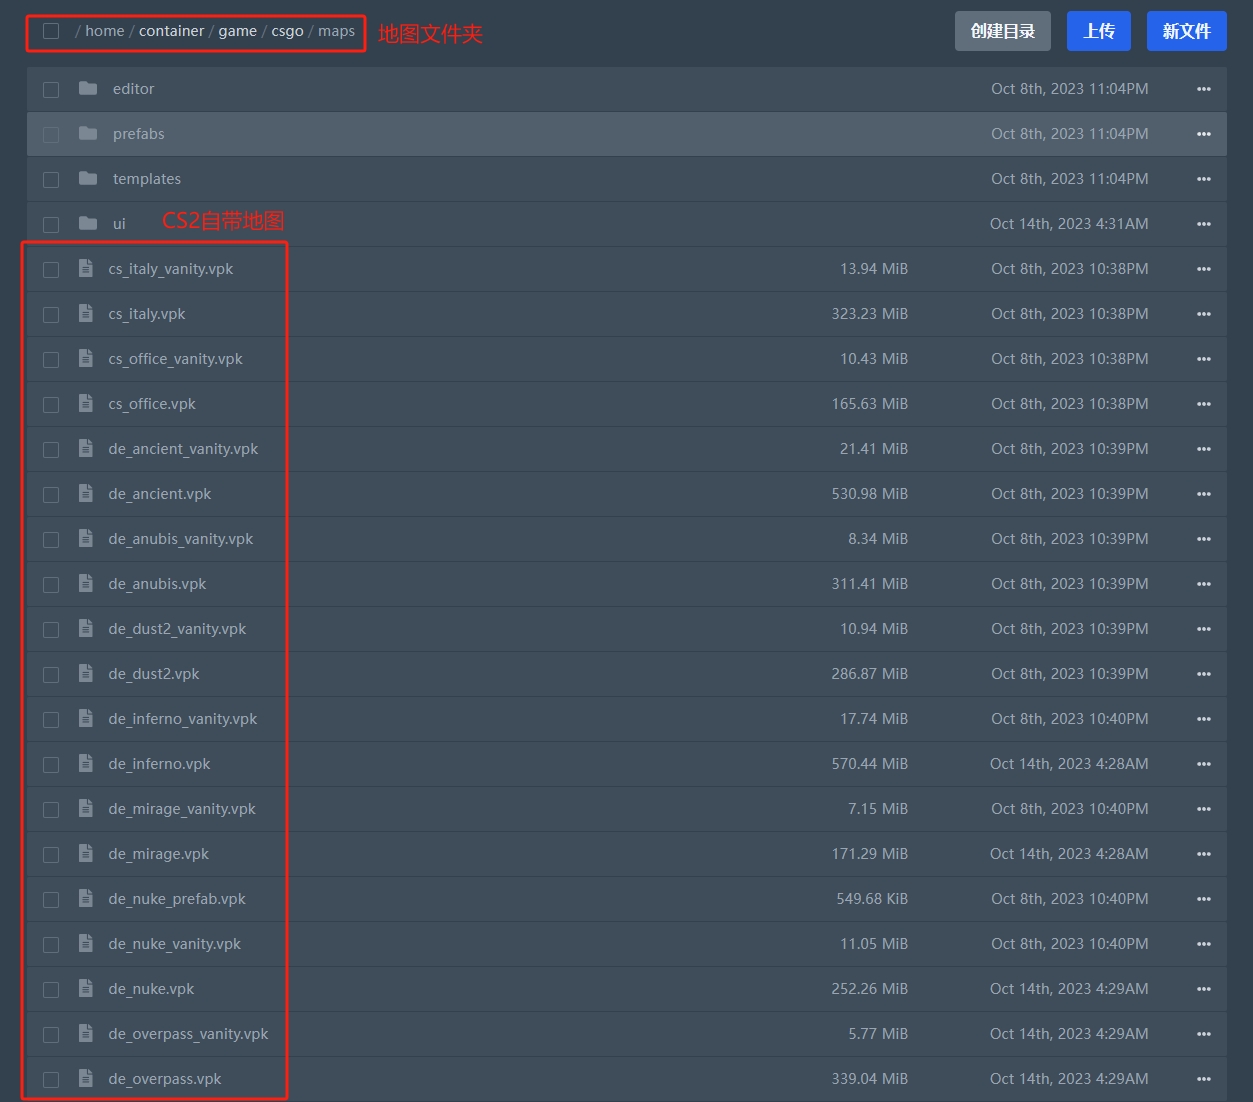 / home / container / game / csgo / maps 地图文件夹 创建目录 上传 新文件
editor Oct 8th, 2023 11:04PM
prefabs Oct 8th, 2023 11:04PM
templates Oct 8th, 2023 11:04PM
ui CS2自带地图 Oct 14th, 2023 4:31AM
cs_italy_vanity.vpk 13.94 MiB Oct 8th, 2023 10:38PM
cs_italy.vpk 323.23 MiB Oct 8th, 2023 10:38PM
cs_office_vanity.vpk 10.43 MiB Oct 8th, 2023 10:38PM
cs_office.vpk 165.63 MiB Oct 8th, 2023 10:38PM
de_ancient_vanity.vpk 21.41 MiB Oct 8th, 2023 10:39PM
de_ancient.vpk 530.98 MiB Oct 8th, 2023 10:39PM
de_anubis_vanity.vpk 8.34 MiB Oct 8th, 2023 10:39PM
de_anubis.vpk 311.41 MiB Oct 8th, 2023 10:39PM
de_dust2_vanity.vpk 10.94 MiB Oct 8th, 2023 10:39PM
de_dust2.vpk 286.87 MiB Oct 8th, 2023 10:39PM
de_inferno_vanity.vpk 17.74 MiB Oct 8th, 2023 10:40PM
de_inferno.vpk 570.44 MiB Oct 14th, 2023 4:28AM
de_mirage_vanity.vpk 7.15 MiB Oct 8th, 2023 10:40PM
de_mirage.vpk 171.29 MiB Oct 14th, 2023 4:28AM
de_nuke_prefab.vpk 549.68 KiB Oct 8th, 2023 10:40PM
de_nuke_vanity.vpk 11.05 MiB Oct 8th, 2023 10:40PM
de_nuke.vpk 252.26 MiB Oct 14th, 2023 4:29AM
de_overpass_vanity.vpk 5.77 MiB Oct 14th, 2023 4:29AM
de_overpass.vpk 339.04 MiB Oct 14th, 2023 4:29AM